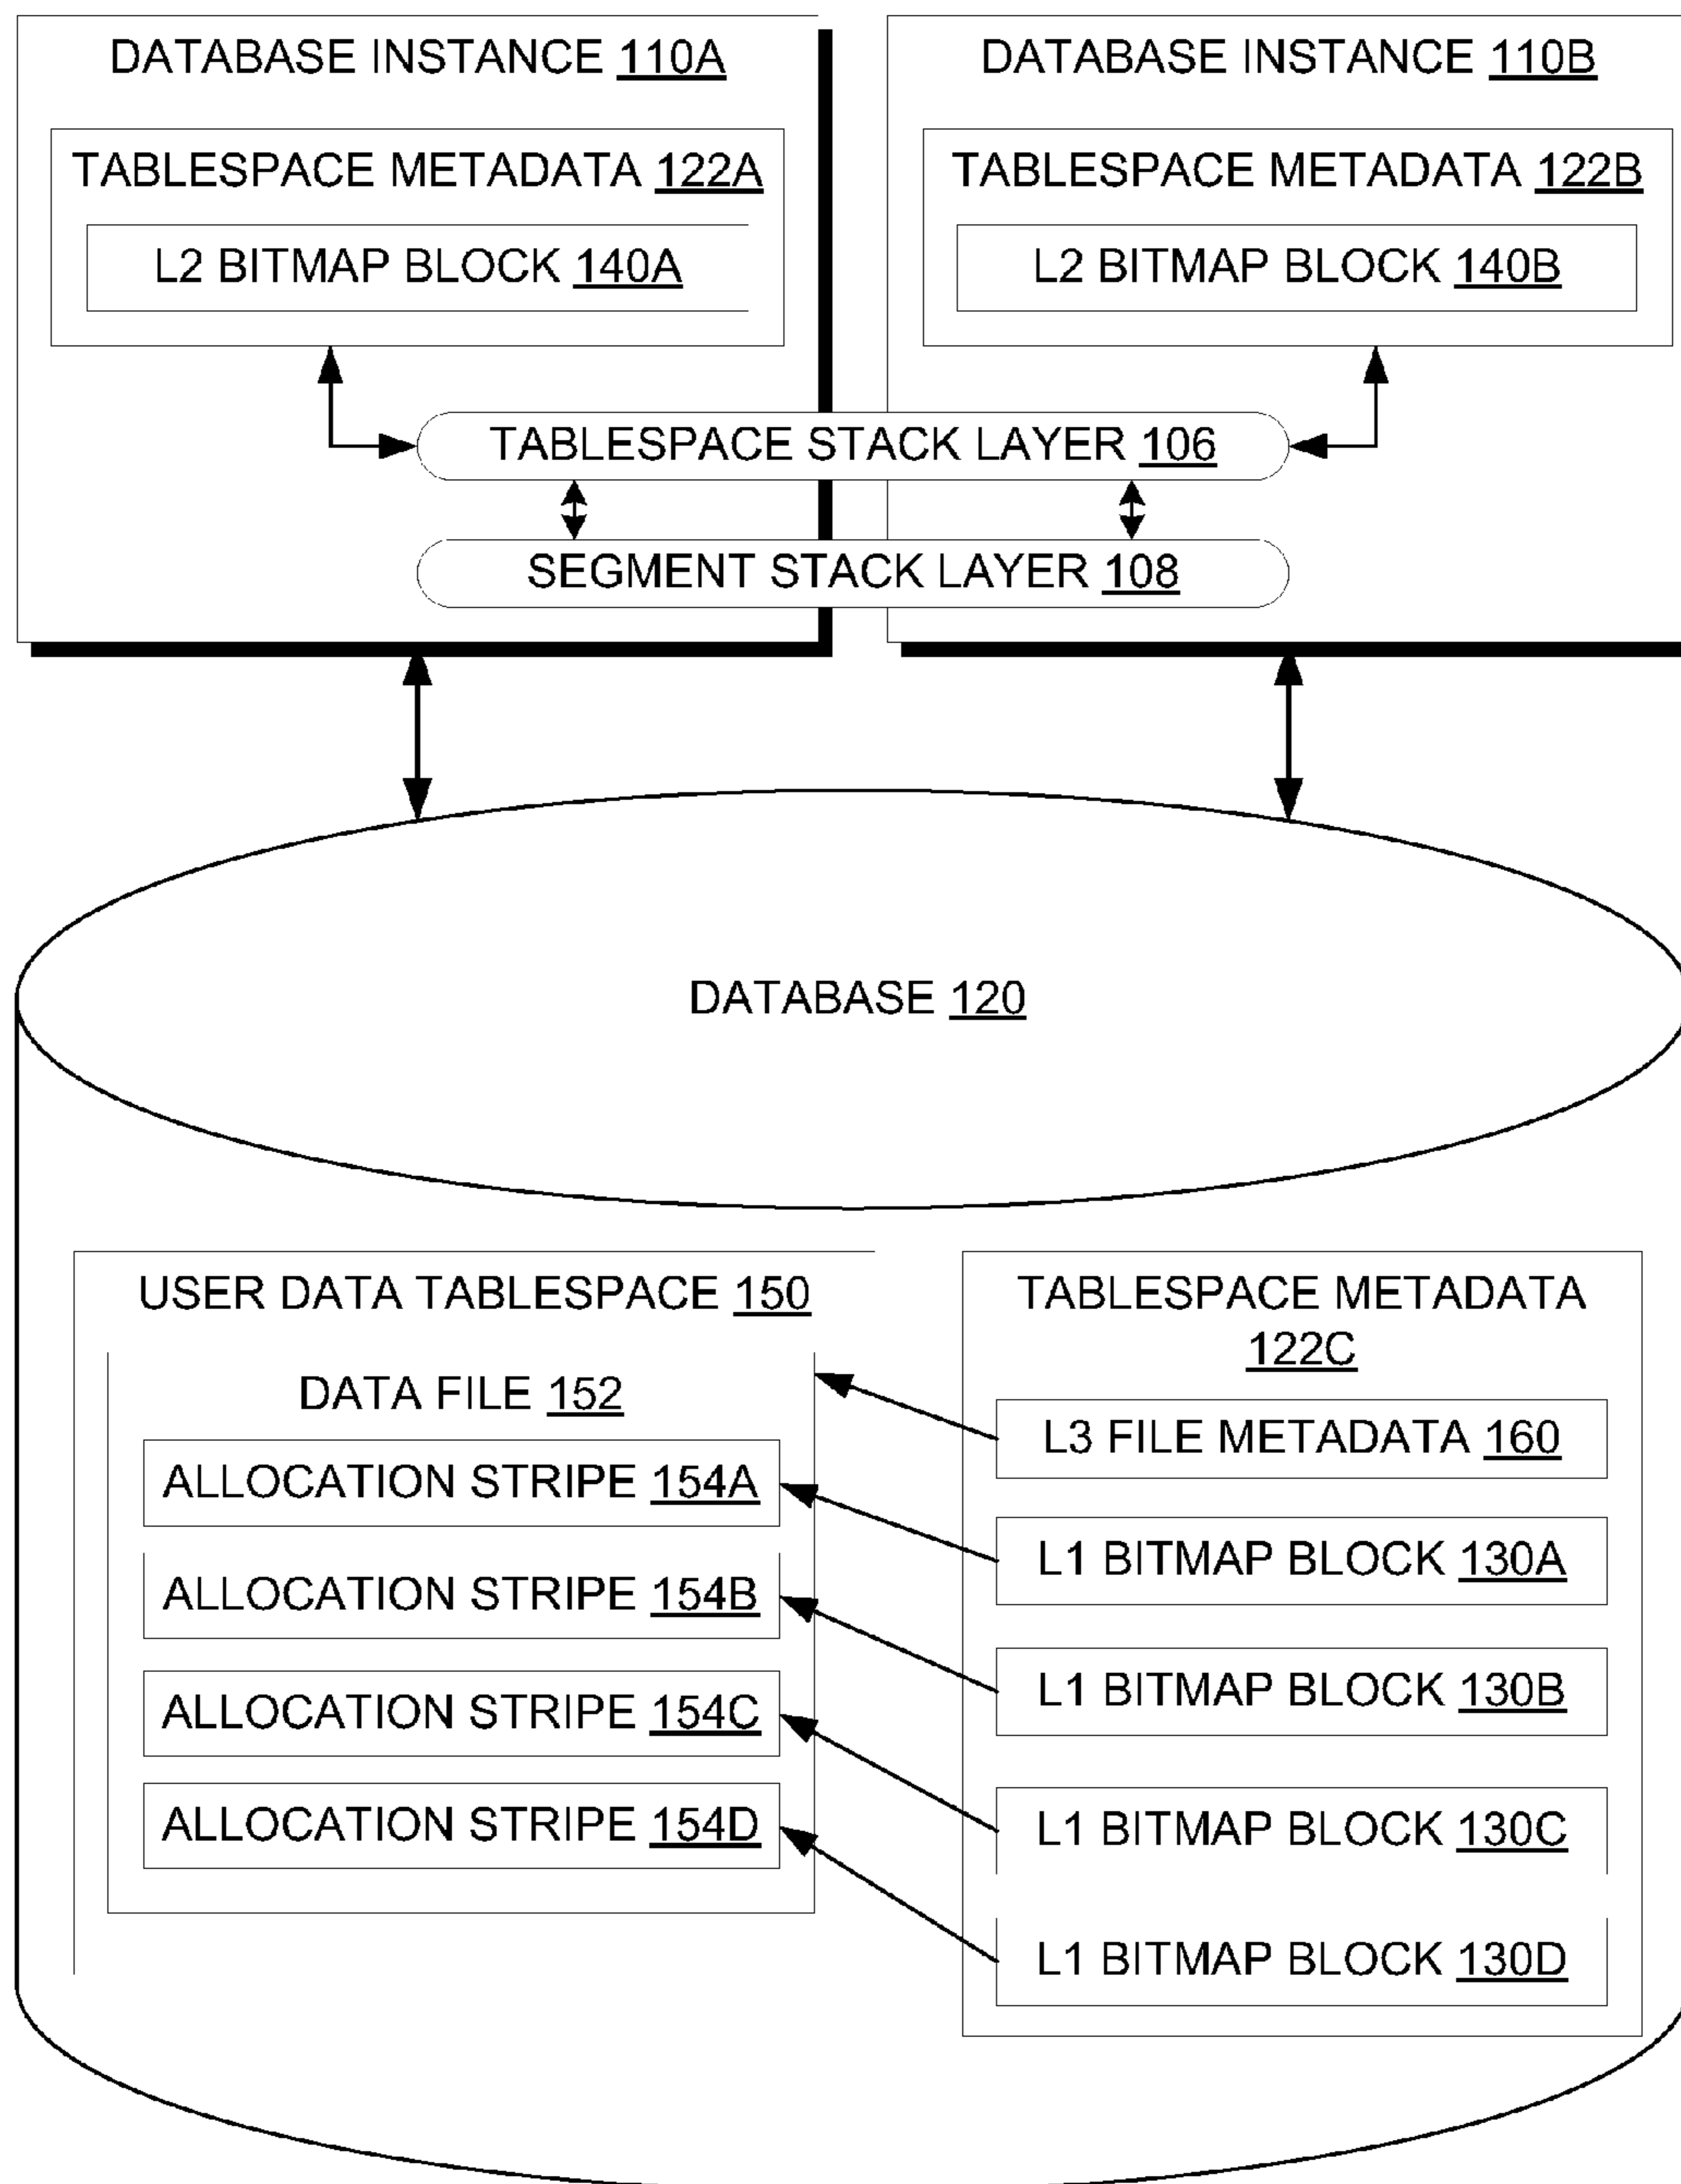 DATABASE INSTANCE 110A
TABLESPACE METADATA 122A
L2 BITMAP BLOCK 140A
DATABASE INSTANCE 110B
TABLESPACE METADATA 122B
L2 BITMAP BLOCK 140B
TABLESPACE STACK LAYER 106
SEGMENT STACK LAYER 108
DATABASE 120
USER DATA TABLESPACE 150
DATA FILE 152
ALLOCATION STRIPE 154A
ALLOCATION STRIPE 154B
ALLOCATION STRIPE 154C
ALLOCATION STRIPE 154D
TABLESPACE METADATA
122C
L3 FILE METADATA 160
L1 BITMAP BLOCK 130A
L1 BITMAP BLOCK 130B
L1 BITMAP BLOCK 130C
L1 BITMAP BLOCK 130D